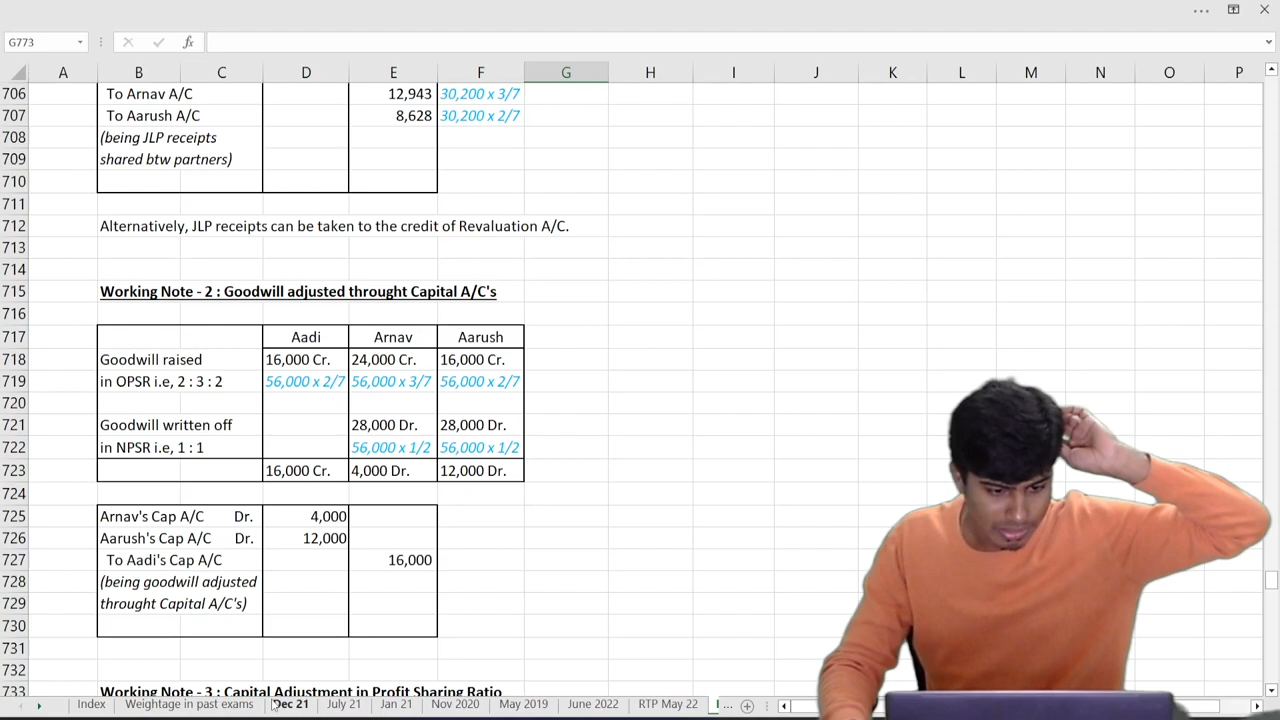 G773
fx
A B C D E F G H I J K L M N O P
706 To Arnav A/C 12,943 30,200 x 3/7
707 To Aarush A/C 8,628 30,200 x 2/7
708 (being JLP receipts
709 shared btw partners)
710
711
712 Alternatively, JLP receipts can be taken to the credit of Revaluation A/C.
713
714
715 Working Note - 2 : Goodwill adjusted throught Capital A/C's
716
717 Aadi Arnav Aarush
718 Goodwill raised 16,000 Cr. 24,000 Cr. 16,000 Cr.
719 in OPSR i.e, 2 : 3 : 2 56,000 x 2/7 56,000 x 3/7 56,000 x 2/7
720
721 Goodwill written off 28,000 Dr. 28,000 Dr.
722 in NPSR i.e, 1 : 1 56,000 x 1/2 56,000 x 1/2
723 16,000 Cr. 4,000 Dr. 12,000 Dr.
724
725 Arnav's Cap A/C Dr. 4,000
726 Aarush's Cap A/C Dr. 12,000
727 To Aadi's Cap A/C 16,000
728 (being goodwill adjusted
729 throught Capital A/C's)
730
731
732
733 Working Note - 3 : Capital Adjustment in Profit Sharing Ratio
Index Weightage in past exams Dec 21 July 21 Jan 21 Nov 2020 May 2019 June 2022 RTP May 22 ...